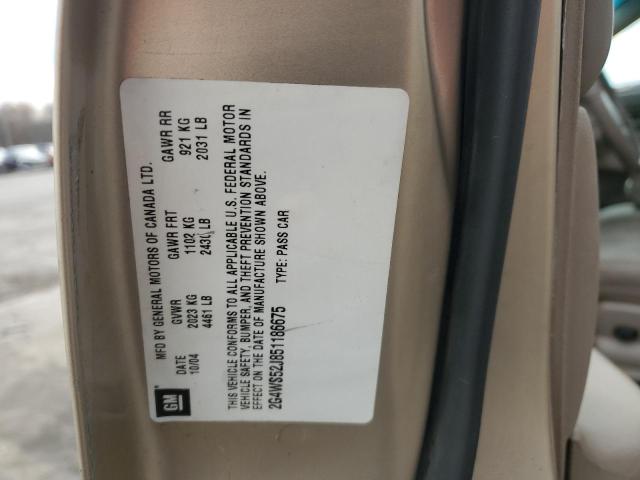 GM
MFD BY GENERAL MOTORS OF CANADA LTD.
DATE GVWR GAWR FRT GAWR RR
10/04 2023 KG 1102 KG 921 KG
4461 LB 2430 LB 2031 LB
THIS VEHICLE CONFORMS TO ALL APPLICABLE U.S. FEDERAL MOTOR
VEHICLE SAFETY, BUMPER, AND THEFT PREVENTION STANDARDS IN
EFFECT ON THE DATE OF MANUFACTURE SHOWN ABOVE.
2G4WS52J851186675 TYPE: PASS CAR